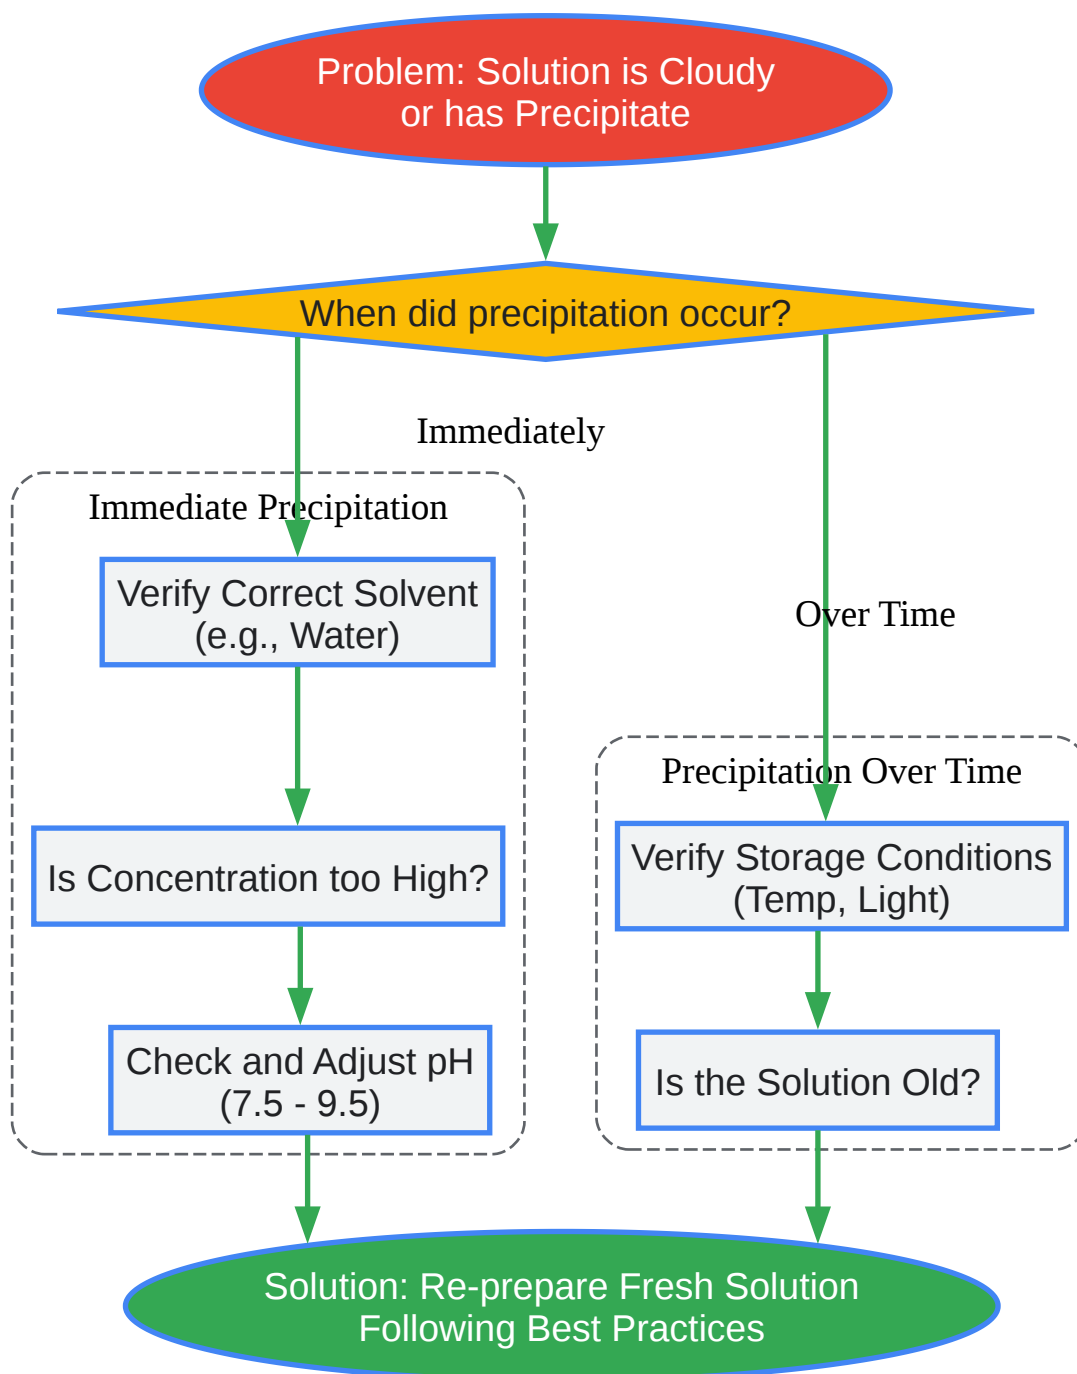 Problem: Solution is Cloudy
or has Precipitate
When did precipitation occur?
Immediately
Immediate Precipitation
Verify Correct Solvent
(e.g., Water)
Is Concentration too High?
Check and Adjust pH
(7.5 - 9.5)
Over Time
Precipitation Over Time
Verify Storage Conditions
(Temp, Light)
Is the Solution Old?
Solution: Re-prepare Fresh Solution
Following Best Practices